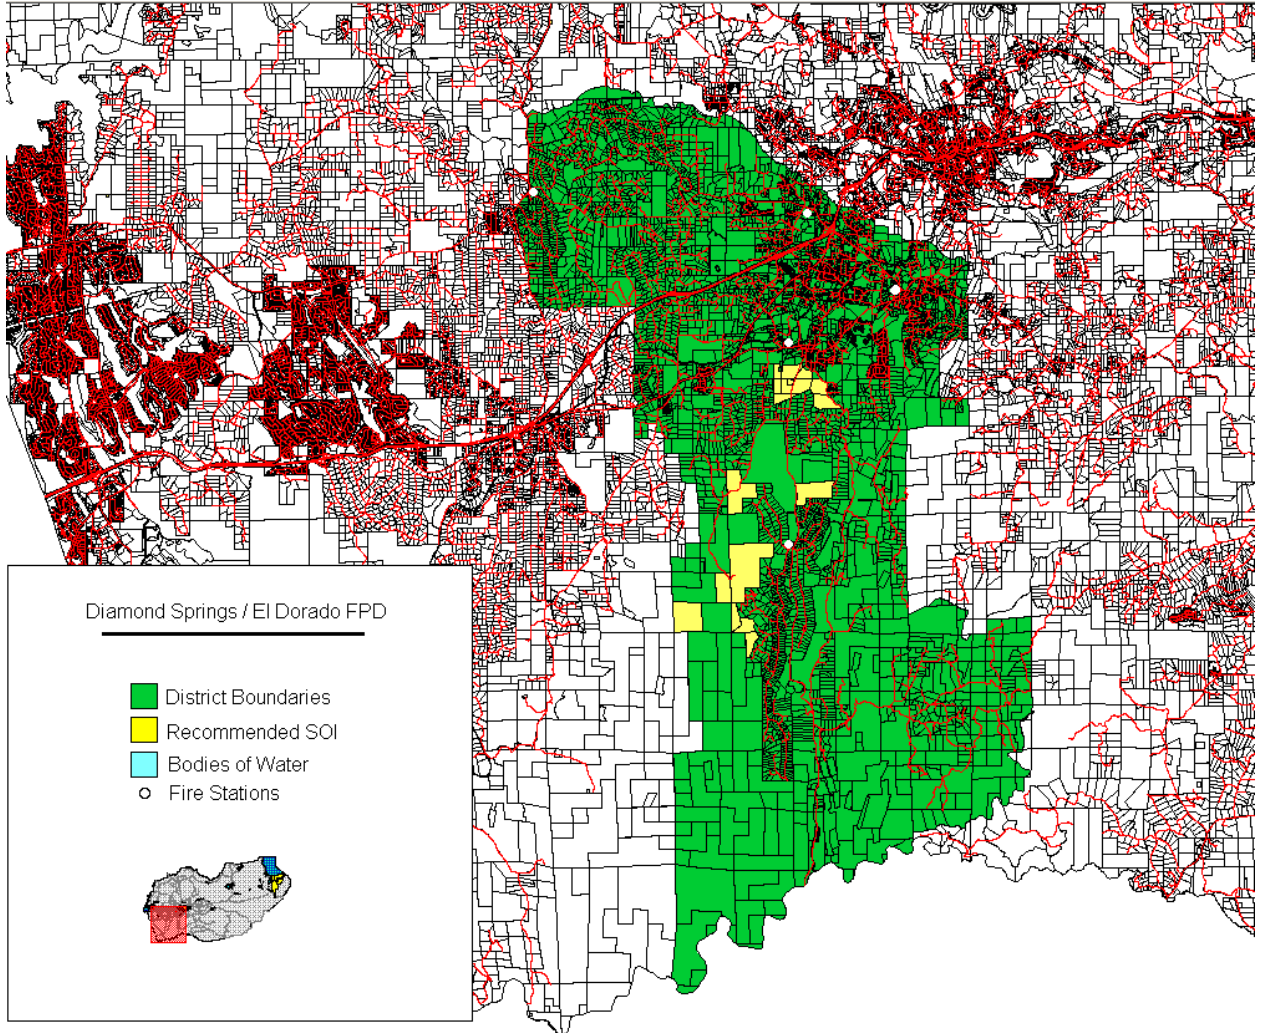 Diamond Springs / El Dorado FPD
District Boundaries
Recommended SOI
Bodies of Water
Fire Stations